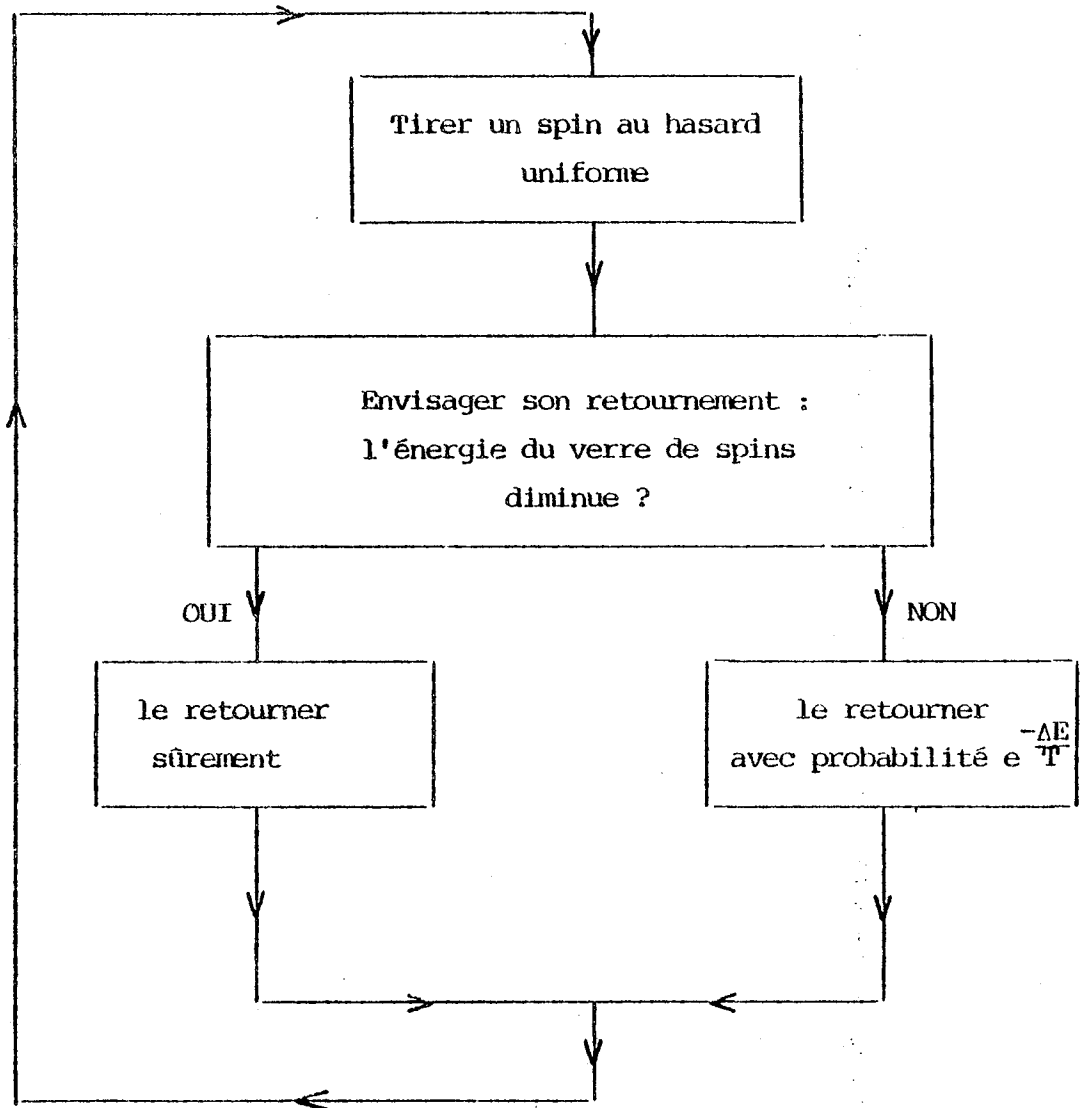 Tirer un spin au hasard
uniforme
Envisager son retournement :
l'énergie du verre de spins
diminue ?
OUI
NON
le retourner
sûrement
le retourner
avec probabilité e^{-ΔE/T}